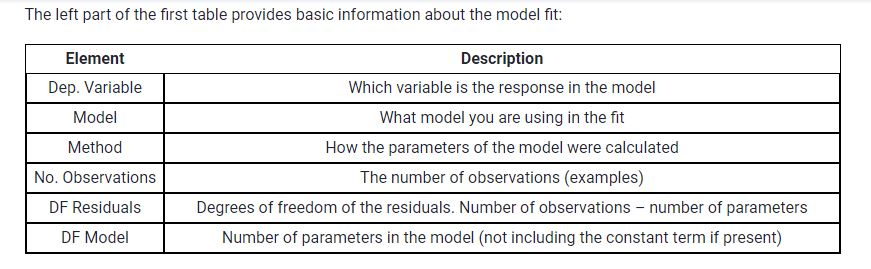 The left part of the first table provides basic information about the model fit:
Element Description
Dep. Variable Which variable is the response in the model
Model What model you are using in the fit
Method How the parameters of the model were calculated
No. Observations The number of observations (examples)
DF Residuals Degrees of freedom of the residuals. Number of observations – number of parameters
DF Model Number of parameters in the model (not including the constant term if present)